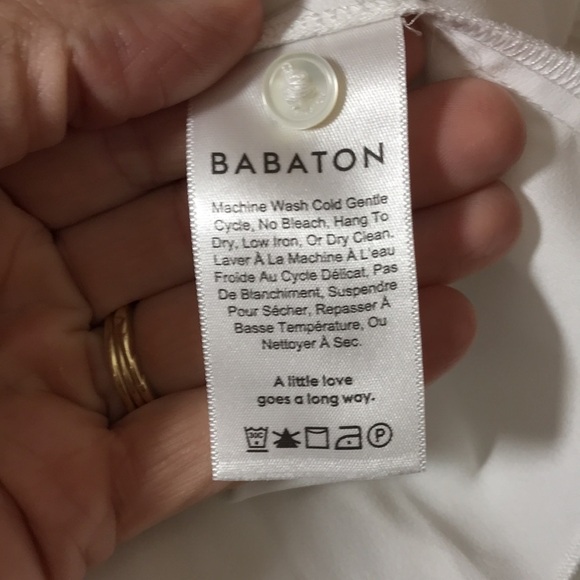 BABATON
Machine Wash Cold Gentle
Cycle, No Bleach, Hang To
Dry, Low Iron, Or Dry Clean.
Laver À La Machine À L'eau
Froide Au Cycle Délicat, Pas
De Blanchiment, Suspendre
Pour Sécher, Repasser À
Basse Température, Ou
Nettoyer À Sec.
A little love
goes a long way.
30C P